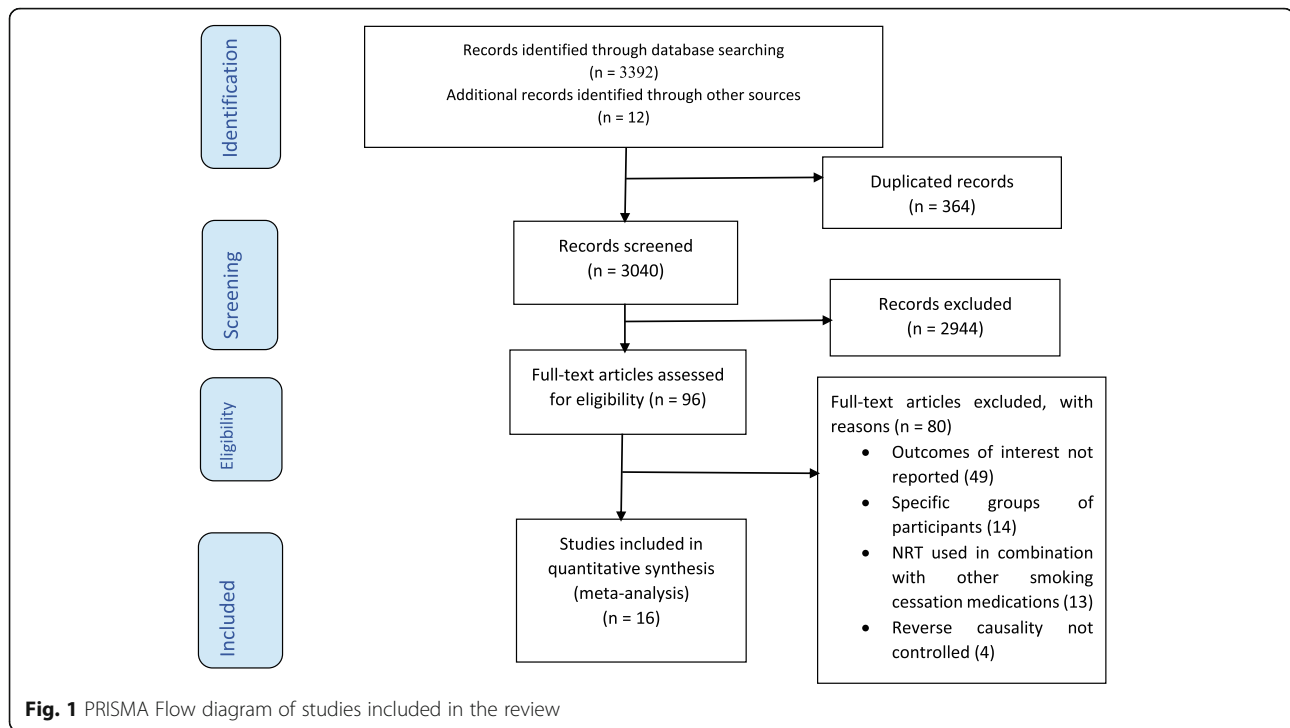 Identification
Records identified through database searching
(n = 3392)
Additional records identified through other sources
(n = 12)
Duplicated records
(n = 364)
Screening
Records screened
(n = 3040)
Records excluded
(n = 2944)
Eligibility
Full-text articles assessed
for eligibility (n = 96)
Full-text articles excluded, with
reasons (n = 80)
• Outcomes of interest not
reported (49)
• Specific groups of
participants (14)
• NRT used in combination
with other smoking
cessation medications (13)
• Reverse causality not
controlled (4)
Included
Studies included in
quantitative synthesis
(meta-analysis)
(n = 16)
Fig. 1 PRISMA Flow diagram of studies included in the review